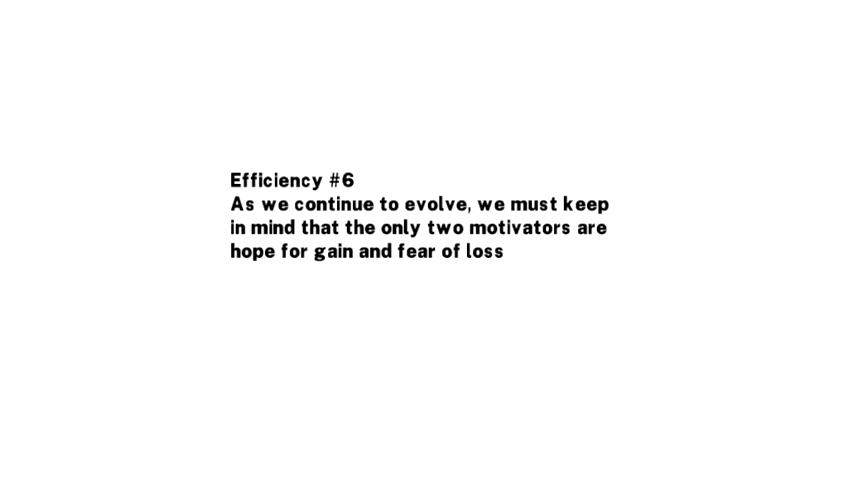 Efficiency #6
As we continue to evolve, we must keep
in mind that the only two motivators are
hope for gain and fear of loss